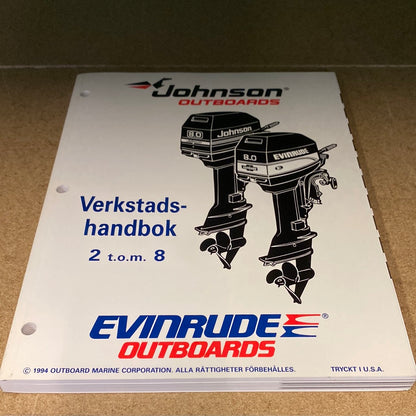 Johnson®
OUTBOARDS
8.0 Johnson
8.0 EVINRUDE
Verkstads-
handbok
2 t.o.m. 8
EVINRUDE®
OUTBOARDS
© 1994 OUTBOARD MARINE CORPORATION. ALLA RÄTTIGHETER FÖRBEHÅLLES. TRYCKT I U.S.A.